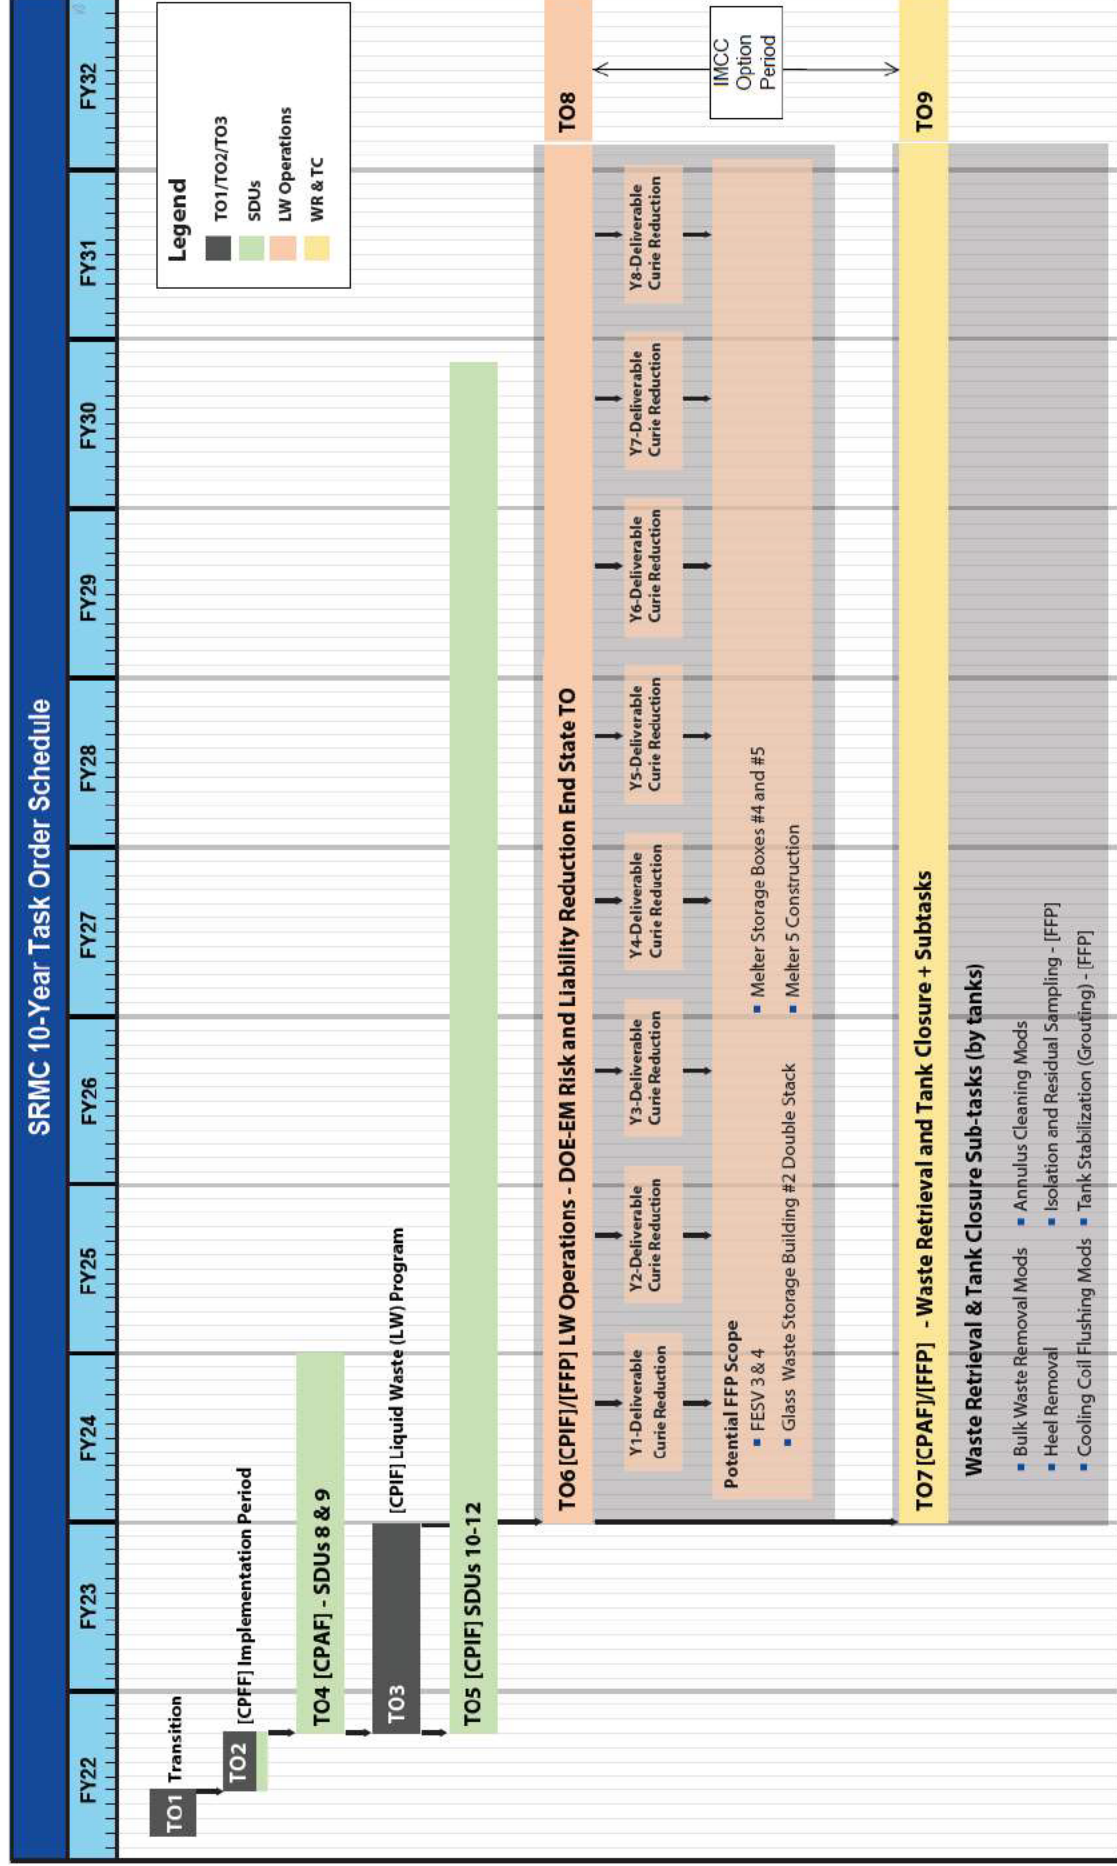 SRMC 10-Year Task Order Schedule
FY22 FY23 FY24 FY25 FY26 FY27 FY28 FY29 FY30 FY31 FY32
Legend
TO1/TO2/TO3
SDUs
LW Operations
WR & TC
TO1 Transition
TO2 [CPFF] Implementation Period
TO4 [CPAF] - SDUs 8 & 9
TO3 [CPIF] Liquid Waste (LW) Program
TO5 [CPIF] SDUs 10-12
TO6 [CPIF]/[FFP] LW Operations - DOE-EM Risk and Liability Reduction End State TO
TO8
Y1-Deliverable
Curie Reduction
Y2-Deliverable
Curie Reduction
Y3-Deliverable
Curie Reduction
Y4-Deliverable
Curie Reduction
Y5-Deliverable
Curie Reduction
Y6-Deliverable
Curie Reduction
Y7-Deliverable
Curie Reduction
Y8-Deliverable
Curie Reduction
Potential FFP Scope
▪ FESV 3 & 4
▪ Glass Waste Storage Building #2 Double Stack
▪ Melter Storage Boxes #4 and #5
▪ Melter 5 Construction
IMCC
Option
Period
TO7 [CPAF]/[FFP] - Waste Retrieval and Tank Closure + Subtasks
TO9
Waste Retrieval & Tank Closure Sub-tasks (by tanks)
▪ Bulk Waste Removal Mods
▪ Heel Removal
▪ Cooling Coil Flushing Mods
▪ Annulus Cleaning Mods
▪ Isolation and Residual Sampling - [FFP]
▪ Tank Stabilization (Grouting) - [FFP]